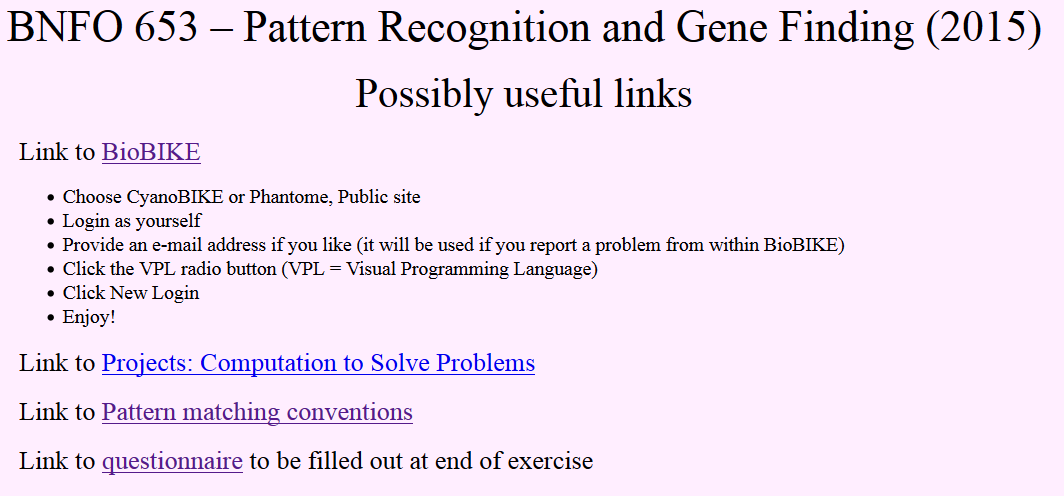 BNFO 653 – Pattern Recognition and Gene Finding (2015)
Possibly useful links
Link to BioBIKE
• Choose CyanoBIKE or Phantome, Public site
• Login as yourself
• Provide an e-mail address if you like (it will be used if you report a problem from within BioBIKE)
• Click the VPL radio button (VPL = Visual Programming Language)
• Click New Login
• Enjoy!
Link to Projects: Computation to Solve Problems
Link to Pattern matching conventions
Link to questionnaire to be filled out at end of exercise